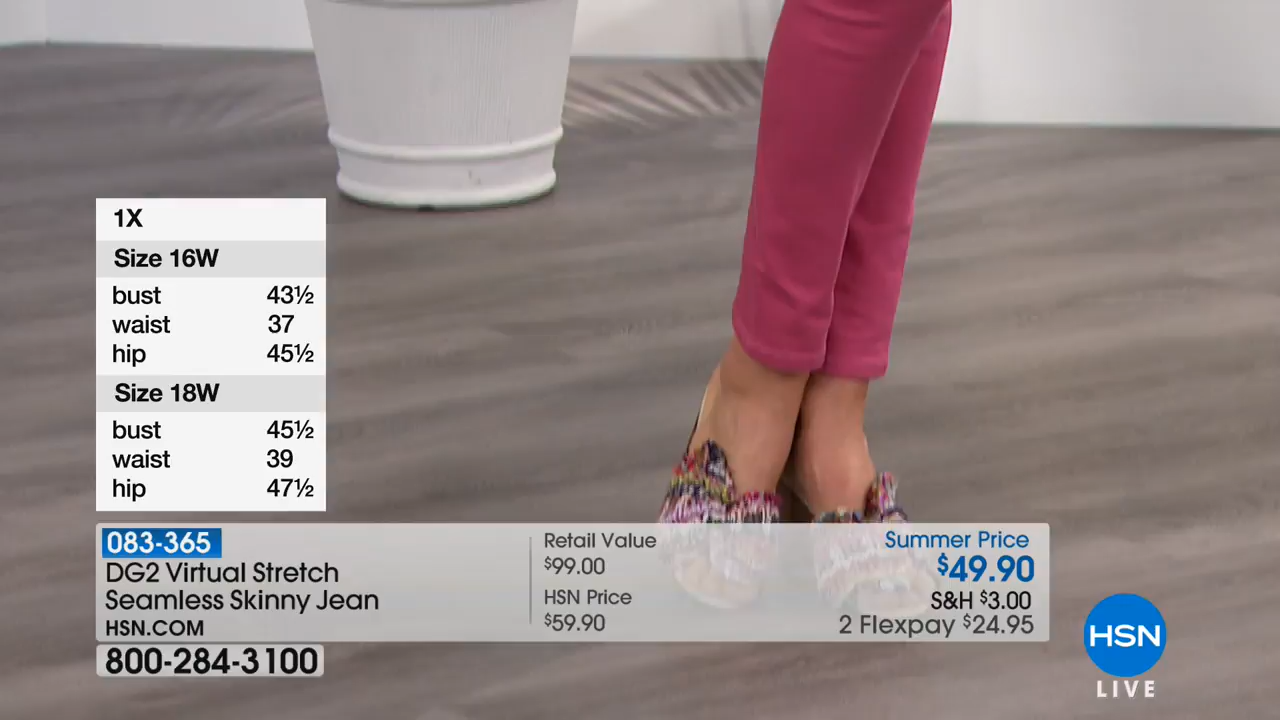 1X
Size 16W
bust 43½
waist 37
hip 45½
Size 18W
bust 45½
waist 39
hip 47½
083-365
DG2 Virtual Stretch
Seamless Skinny Jean
HSN.COM
800-284-3100
Retail Value
$99.00
HSN Price
$59.90
Summer Price
$49.90
S&H $3.00
2 Flexpay $24.95
HSN
LIVE